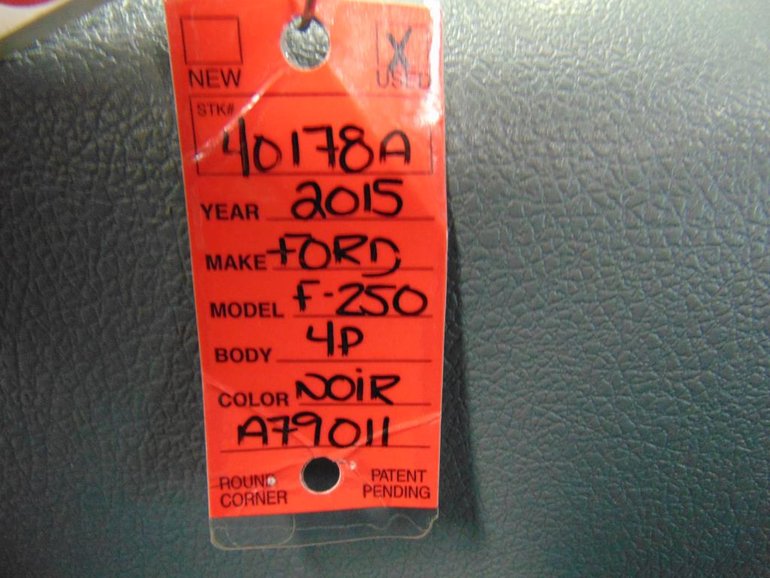 NEW X USED
STK#
40178A
YEAR 2015
MAKE FORD
MODEL F-250
BODY 4P
COLOR NOIR
A79011
ROUND CORNER PATENT PENDING